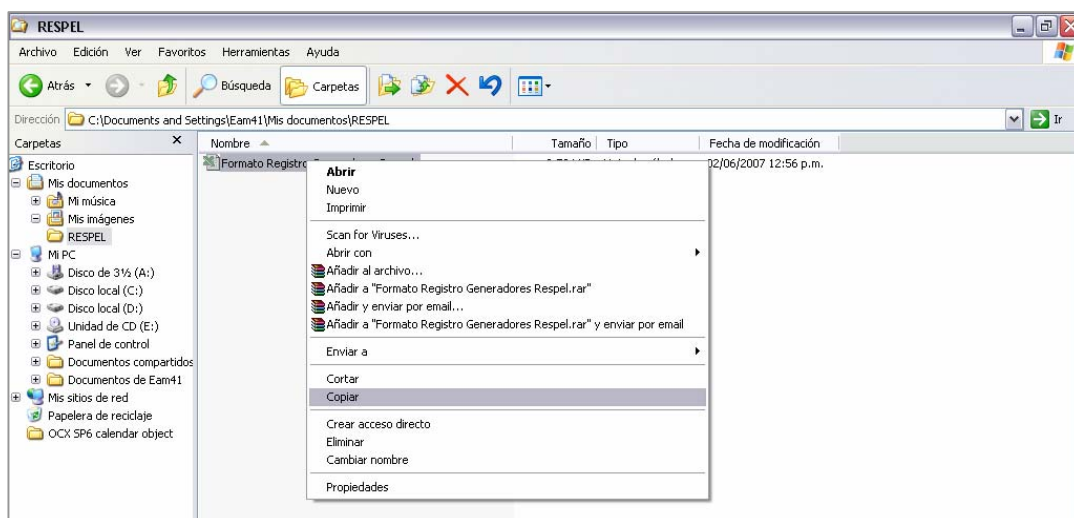 RESPEL
Archivo Edición Ver Favoritos Herramientas Ayuda
Atrás Búsqueda Carpetas
Dirección C:\Documents and Settings\Eam41\Mis documentos\RESPEL Ir
Carpetas Nombre Tamaño Tipo Fecha de modificación
Escritorio
Mis documentos
Mi música
Mis imágenes
RESPEL
Mi PC
Disco de 3½ (A:)
Disco local (C:)
Disco local (D:)
Unidad de CD (E:)
Panel de control
Documentos compartidos
Documentos de Eam41
Mis sitios de red
Papelera de reciclaje
OCX SP6 calendar object
Formato 02/06/2007 12:56 p.m.
Abrir
Nuevo
Imprimir
Scan for Viruses...
Abrir con
Añadir al archivo...
Añadir a "Formato Registro Generadores Respel.rar"
Añadir y enviar por email...
Añadir a "Formato Registro Generadores Respel.rar" y enviar por email
Enviar a
Cortar
Copiar
Crear acceso directo
Eliminar
Cambiar nombre
Propiedades